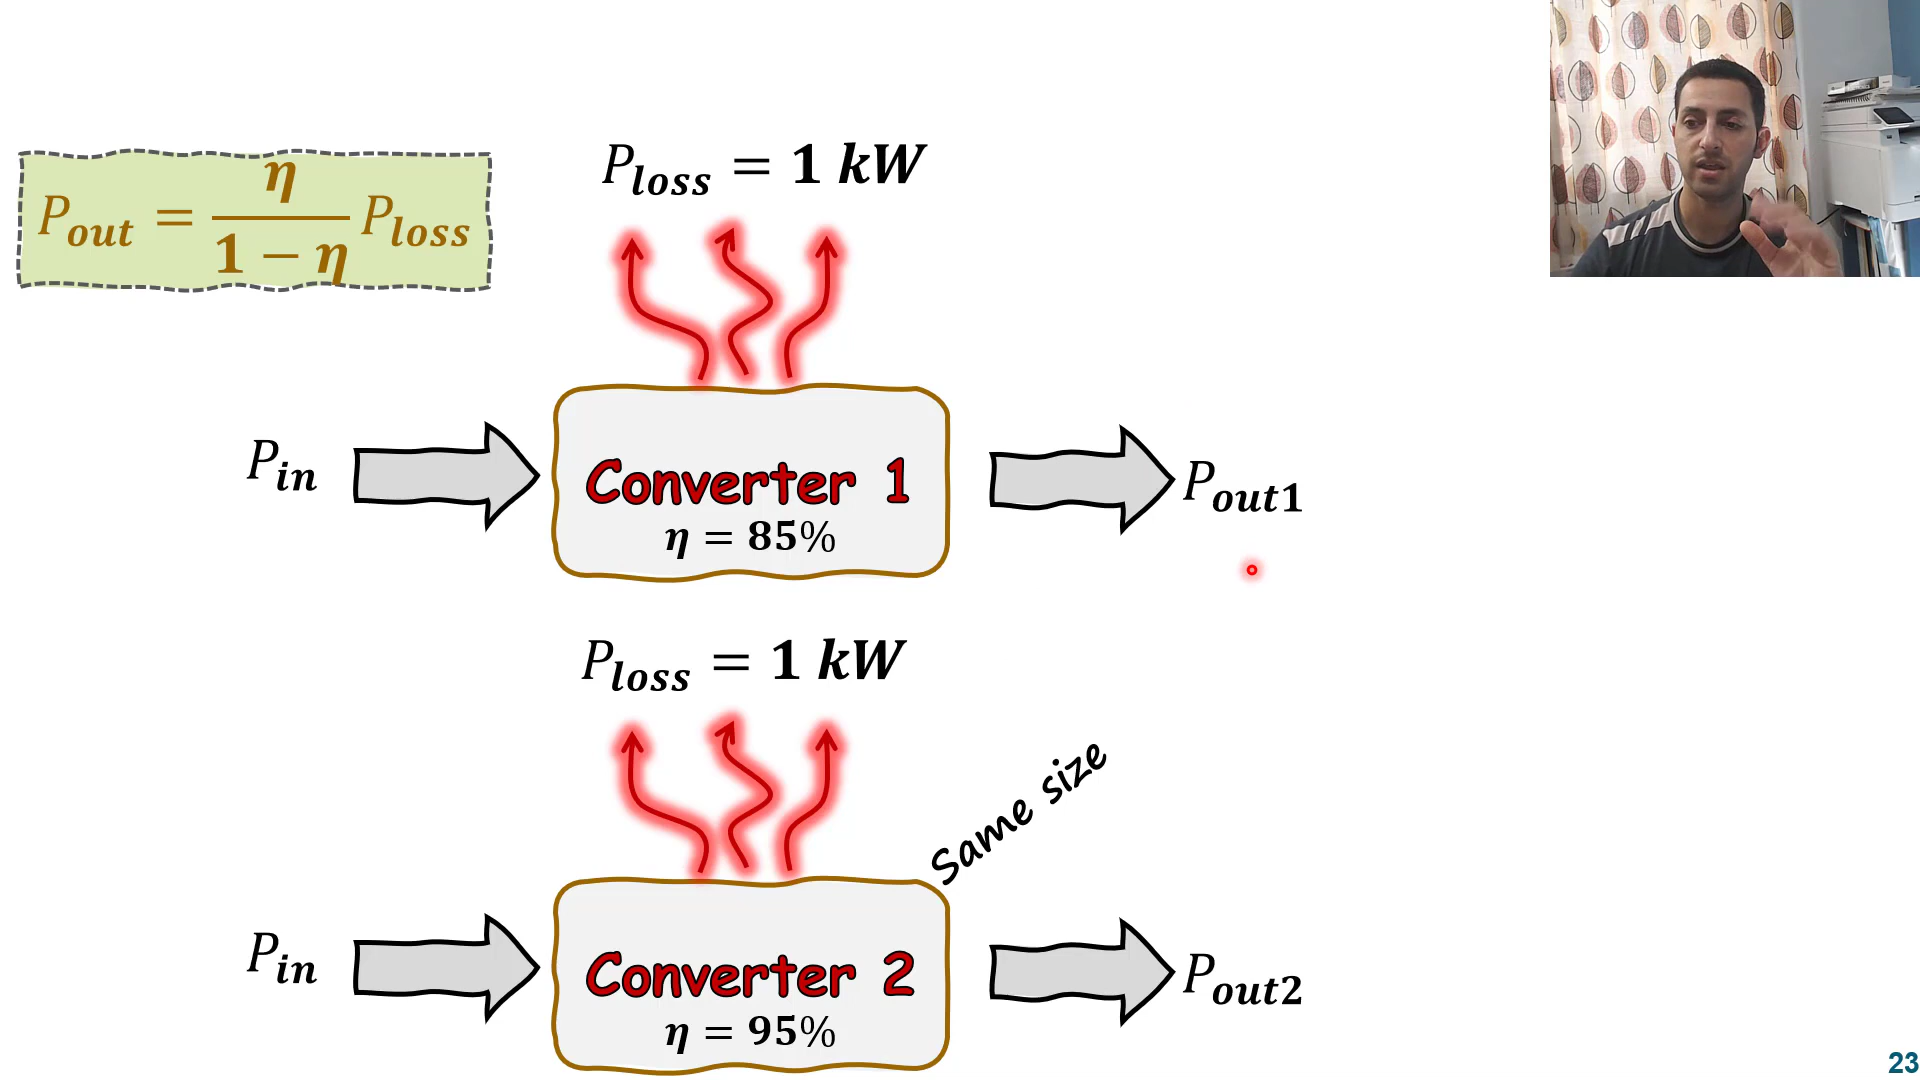 P_loss = 1 kW
P_out = η / (1 − η) P_loss
P_in
Converter 1
η = 85%
P_out1
P_loss = 1 kW
Same size
P_in
Converter 2
η = 95%
P_out2
23